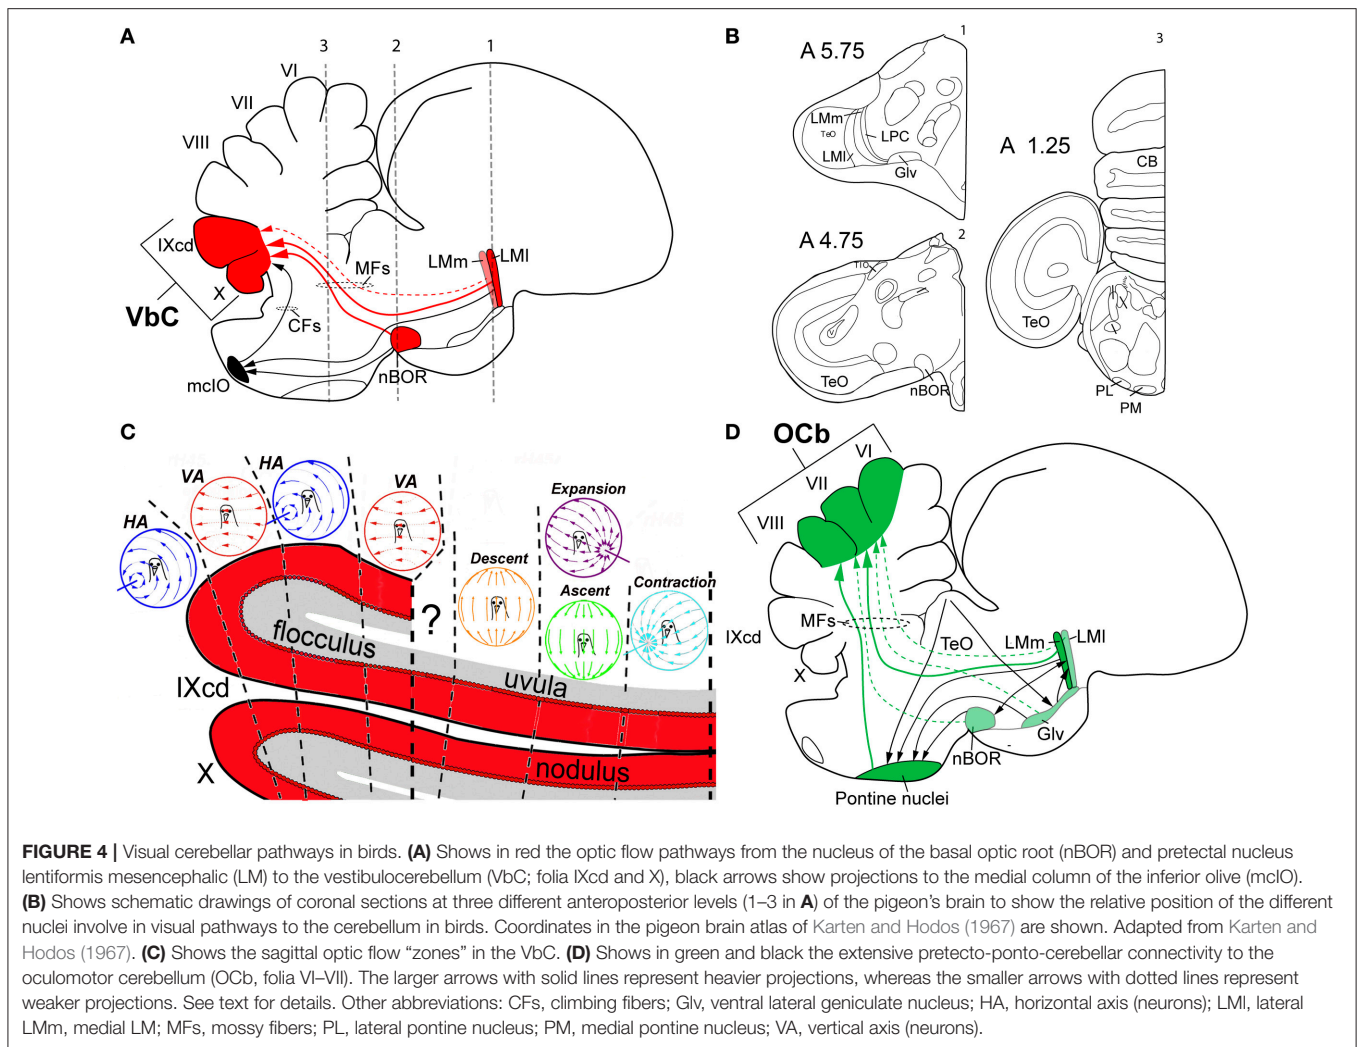 A
3
2
1
VI
VII
VIII
IXcd
X
VbC
MFs
CFs
LMm
LMl
mcIO
nBOR
B
1
A 5.75
LMm
TeO
LPC
LMl
Glv
2
A 4.75
TeO
nBOR
3
A 1.25
CB
TeO
PL
PM
C
HA
VA
HA
VA
Expansion
Descent
Ascent
Contraction
?
flocculus
uvula
IXcd
X
nodulus
D
OCb
VI
VII
VIII
IXcd
X
MFs
TeO
LMm
LMl
Glv
nBOR
Pontine nuclei
FIGURE 4 | Visual cerebellar pathways in birds. (A) Shows in red the optic flow pathways from the nucleus of the basal optic root (nBOR) and pretectal nucleus
lentiformis mesencephalic (LM) to the vestibulocerebellum (VbC; folia IXcd and X), black arrows show projections to the medial column of the inferior olive (mcIO).
(B) Shows schematic drawings of coronal sections at three different anteroposterior levels (1–3 in A) of the pigeon's brain to show the relative position of the different
nuclei involve in visual pathways to the cerebellum in birds. Coordinates in the pigeon brain atlas of Karten and Hodos (1967) are shown. Adapted from Karten and
Hodos (1967). (C) Shows the sagittal optic flow “zones” in the VbC. (D) Shows in green and black the extensive pretecto-ponto-cerebellar connectivity to the
oculomotor cerebellum (OCb, folia VI–VII). The larger arrows with solid lines represent heavier projections, whereas the smaller arrows with dotted lines represent
weaker projections. See text for details. Other abbreviations: CFs, climbing fibers; Glv, ventral lateral geniculate nucleus; HA, horizontal axis (neurons); LMl, lateral
LMm, medial LM; MFs, mossy fibers; PL, lateral pontine nucleus; PM, medial pontine nucleus; VA, vertical axis (neurons).